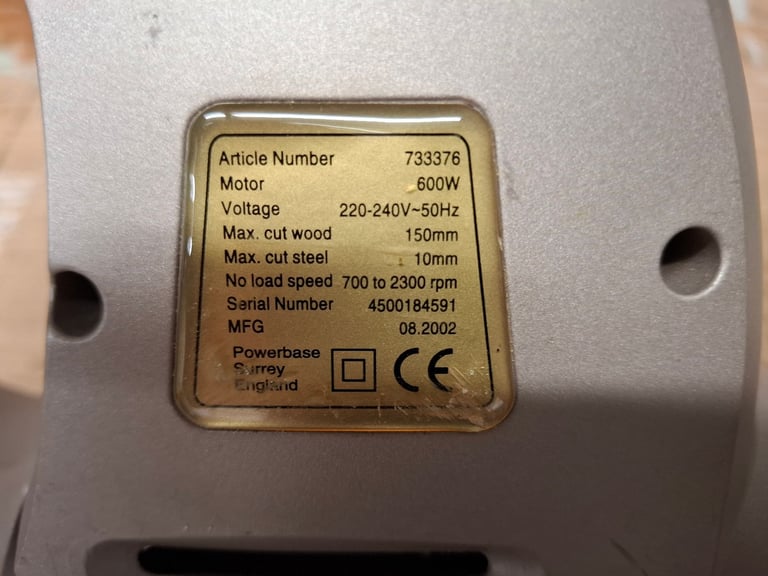 Article Number 733376
Motor 600W
Voltage 220-240V~50Hz
Max. cut wood 150mm
Max. cut steel 10mm
No load speed 700 to 2300 rpm
Serial Number 4500184591
MFG 08.2002
Powerbase
Surrey
England
CE